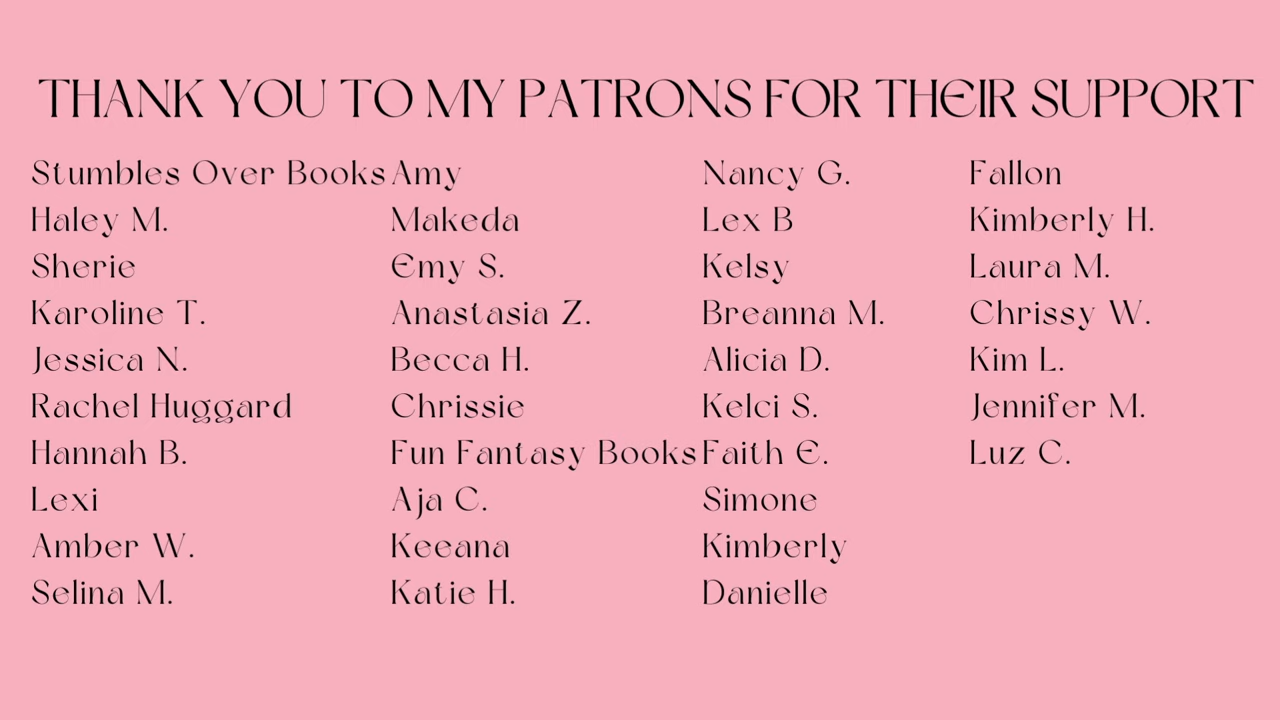 THANK YOU TO MY PATRONS FOR THEIR SUPPORT
Stumbles Over Books
Haley M.
Sherie
Karoline T.
Jessica N.
Rachel Huggard
Hannah B.
Lexi
Amber W.
Selina M.
Amy
Makeda
Emy S.
Anastasia Z.
Becca H.
Chrissie
Fun Fantasy Books
Aja C.
Keeana
Katie H.
Nancy G.
Lex B
Kelsy
Breanna M.
Alicia D.
Kelci S.
Faith E.
Simone
Kimberly
Danielle
Fallon
Kimberly H.
Laura M.
Chrissy W.
Kim L.
Jennifer M.
Luz C.